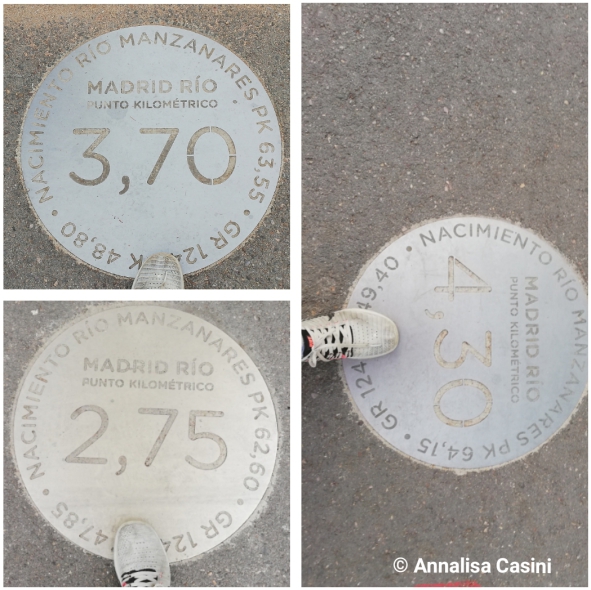 NACIMIENTO RÍO MANZANARES PK 63,55 • GR 124 PK 48,80 •
MADRID RÍO
PUNTO KILOMÉTRICO
3,70
NACIMIENTO RÍO MANZANARES PK 62,60 • GR 124 47,85 •
MADRID RÍO
PUNTO KILOMÉTRICO
2,75
NACIMIENTO RÍO MANZANARES PK 64,15 • GR 124 49,40 •
MADRID RÍO
PUNTO KILOMÉTRICO
4,30
© Annalisa Casini